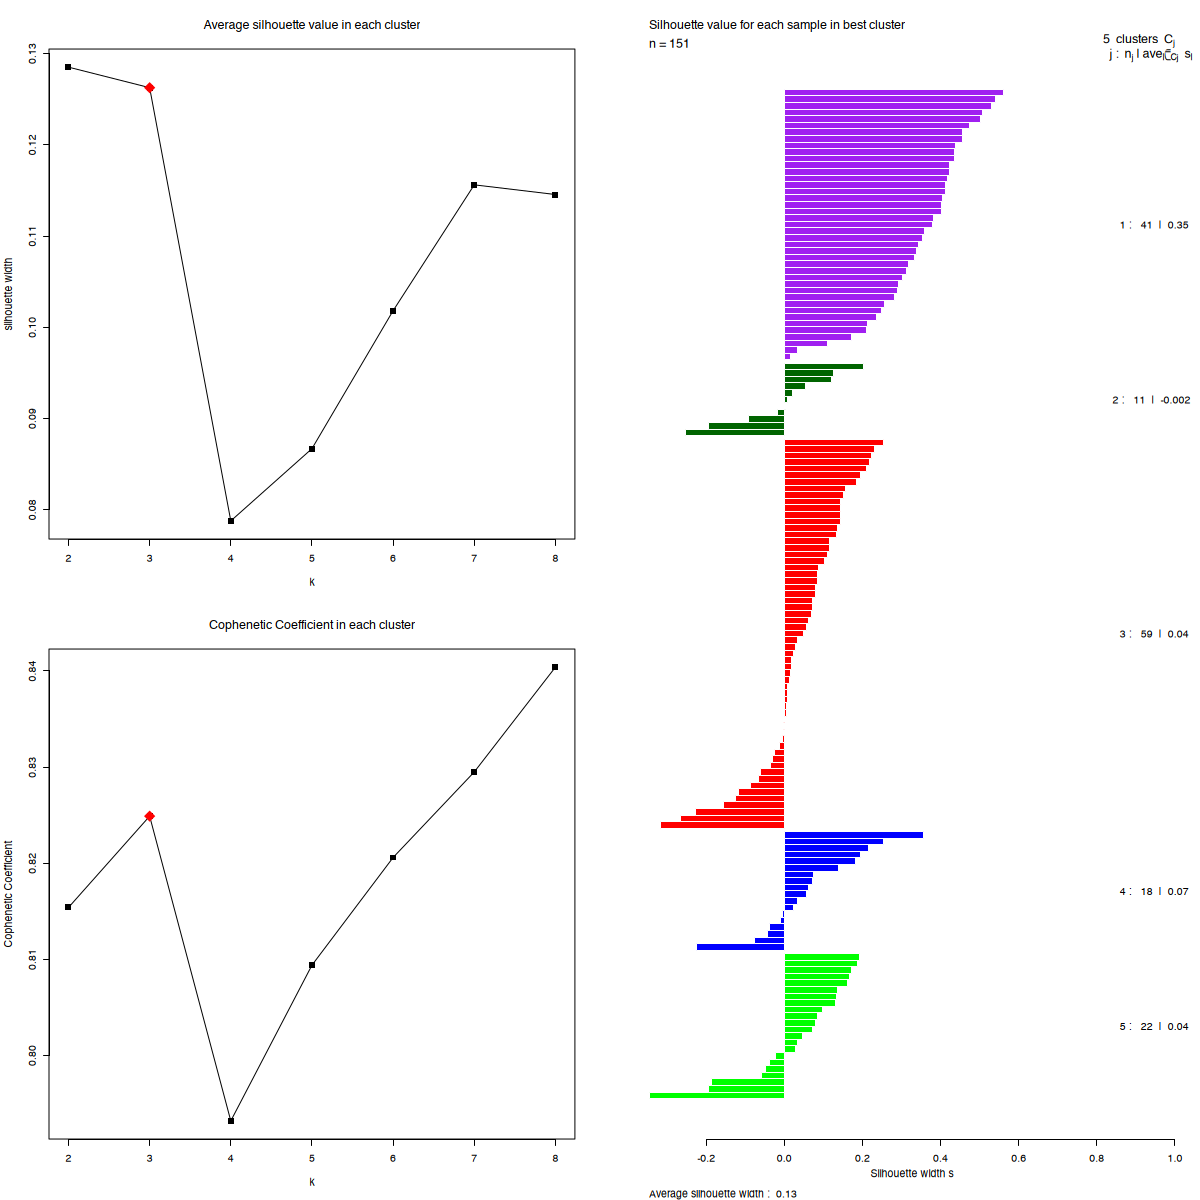 Average silhouette value in each cluster
0.13
0.12
0.11
0.10
0.09
0.08
silhouette width
2 3 4 5 6 7 8
k
Cophenetic Coefficient in each cluster
0.84
0.83
0.82
0.81
0.80
Cophenetic Coefficient
2 3 4 5 6 7 8
k
Silhouette value for each sample in best cluster
n = 151
5 clusters Cj
j : nj | avei∈Cj si
1 : 41 | 0.35
2 : 11 | -0.002
3 : 59 | 0.04
4 : 18 | 0.07
5 : 22 | 0.04
-0.2 0.0 0.2 0.4 0.6 0.8 1.0
Silhouette width s
Average silhouette width : 0.13